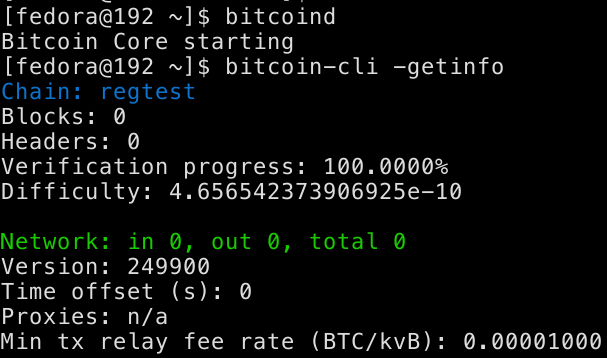 [fedora@192 ~]$ bitcoind
Bitcoin Core starting
[fedora@192 ~]$ bitcoin-cli -getinfo
Chain: regtest
Blocks: 0
Headers: 0
Verification progress: 100.0000%
Difficulty: 4.656542373906925e-10
Network: in 0, out 0, total 0
Version: 249900
Time offset (s): 0
Proxies: n/a
Min tx relay fee rate (BTC/kvB): 0.00001000